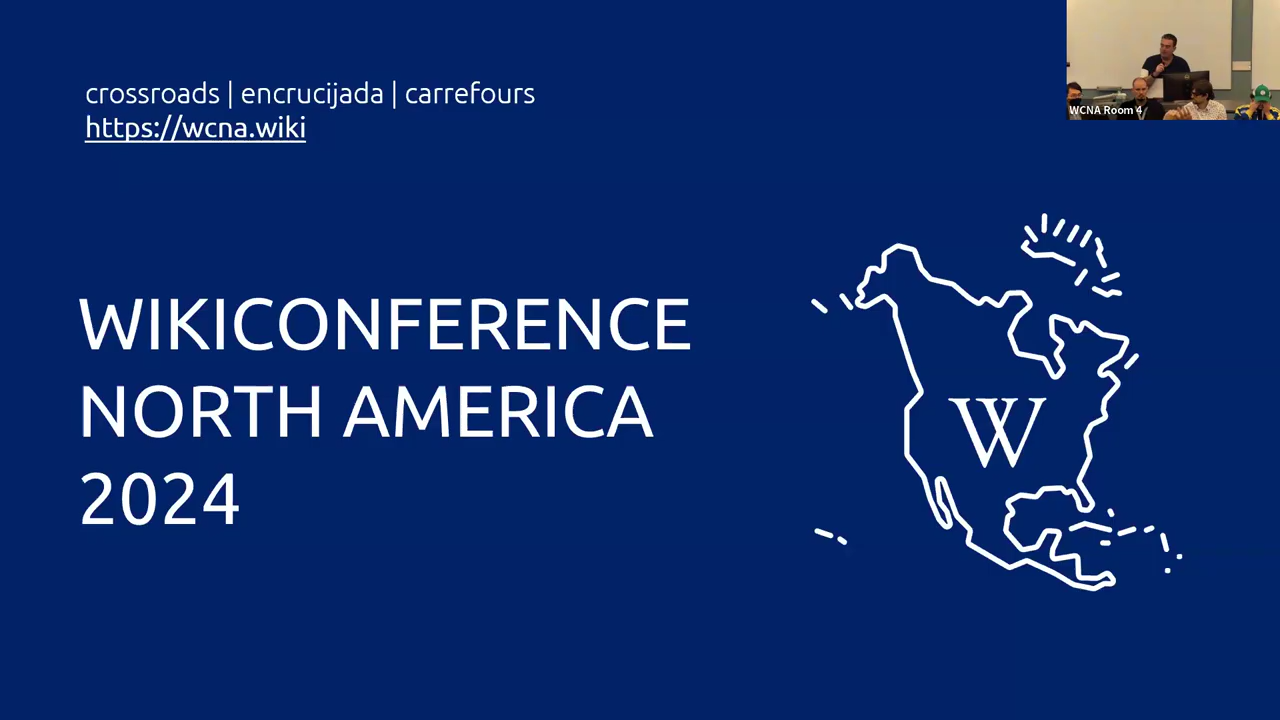 crossroads | encrucijada | carrefours
https://wcna.wiki
WCNA Room 4
WIKICONFERENCE
NORTH AMERICA
2024
W